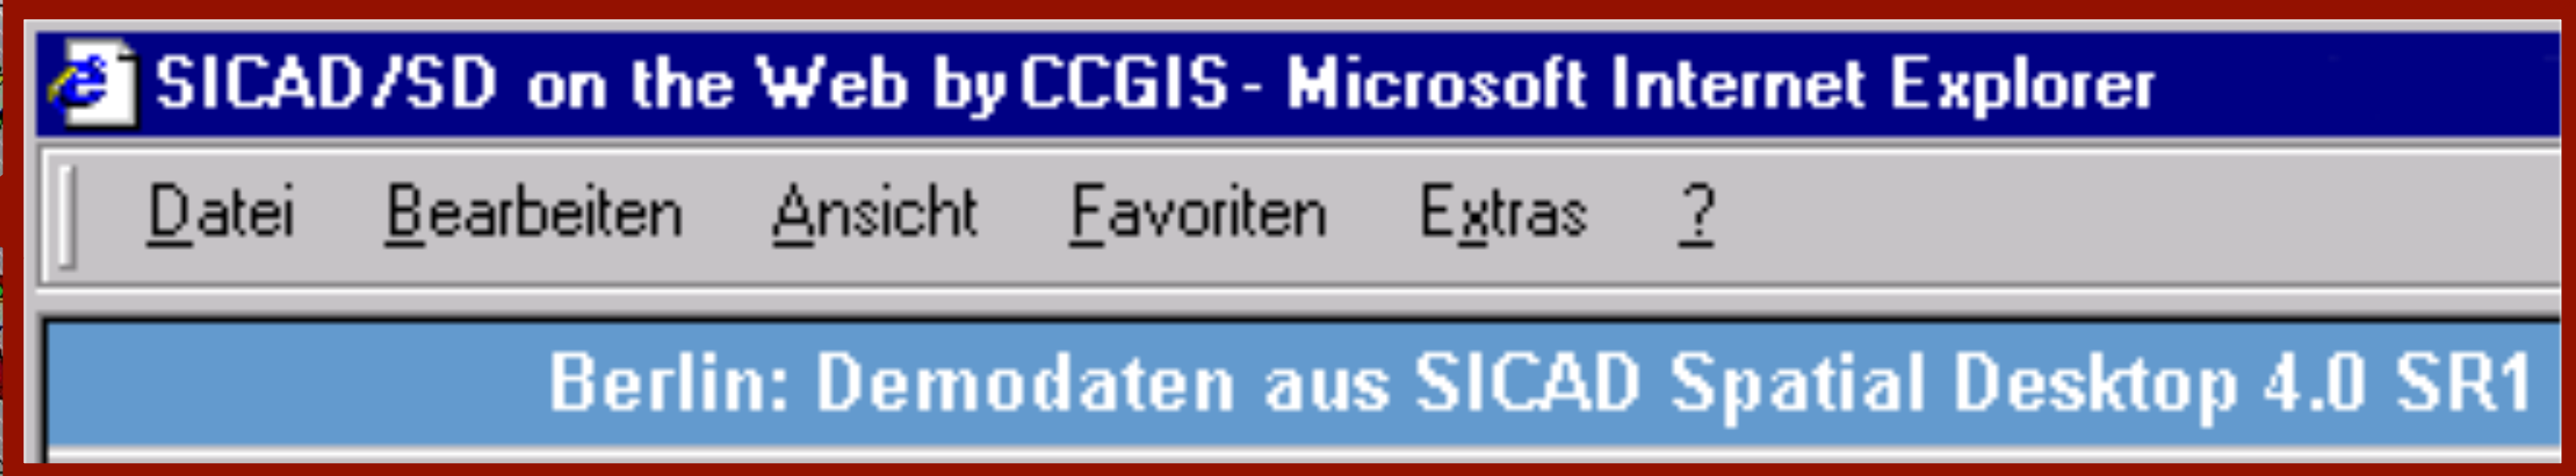 SICAD/SD on the Web by CCGIS - Microsoft Internet Explorer
Datei Bearbeiten Ansicht Favoriten Extras ?
Berlin: Demodaten aus SICAD Spatial Desktop 4.0 SR1